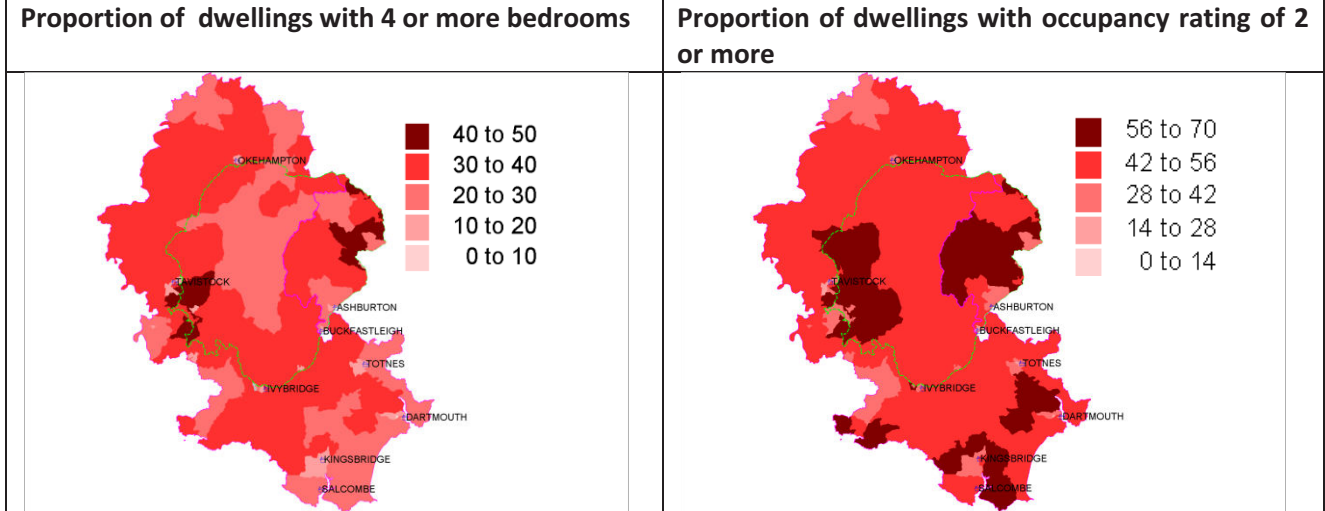 Proportion of dwellings with 4 or more bedrooms
Proportion of dwellings with occupancy rating of 2
or more
40 to 50
30 to 40
20 to 30
10 to 20
0 to 10
OKEHAMPTON
TAVISTOCK
ASHBURTON
BUCKFASTLEIGH
TOTNES
IVYBRIDGE
DARTMOUTH
KINGSBRIDGE
SALCOMBE
56 to 70
42 to 56
28 to 42
14 to 28
0 to 14
OKEHAMPTON
TAVISTOCK
ASHBURTON
BUCKFASTLEIGH
TOTNES
IVYBRIDGE
DARTMOUTH
KINGSBRIDGE
SALCOMBE